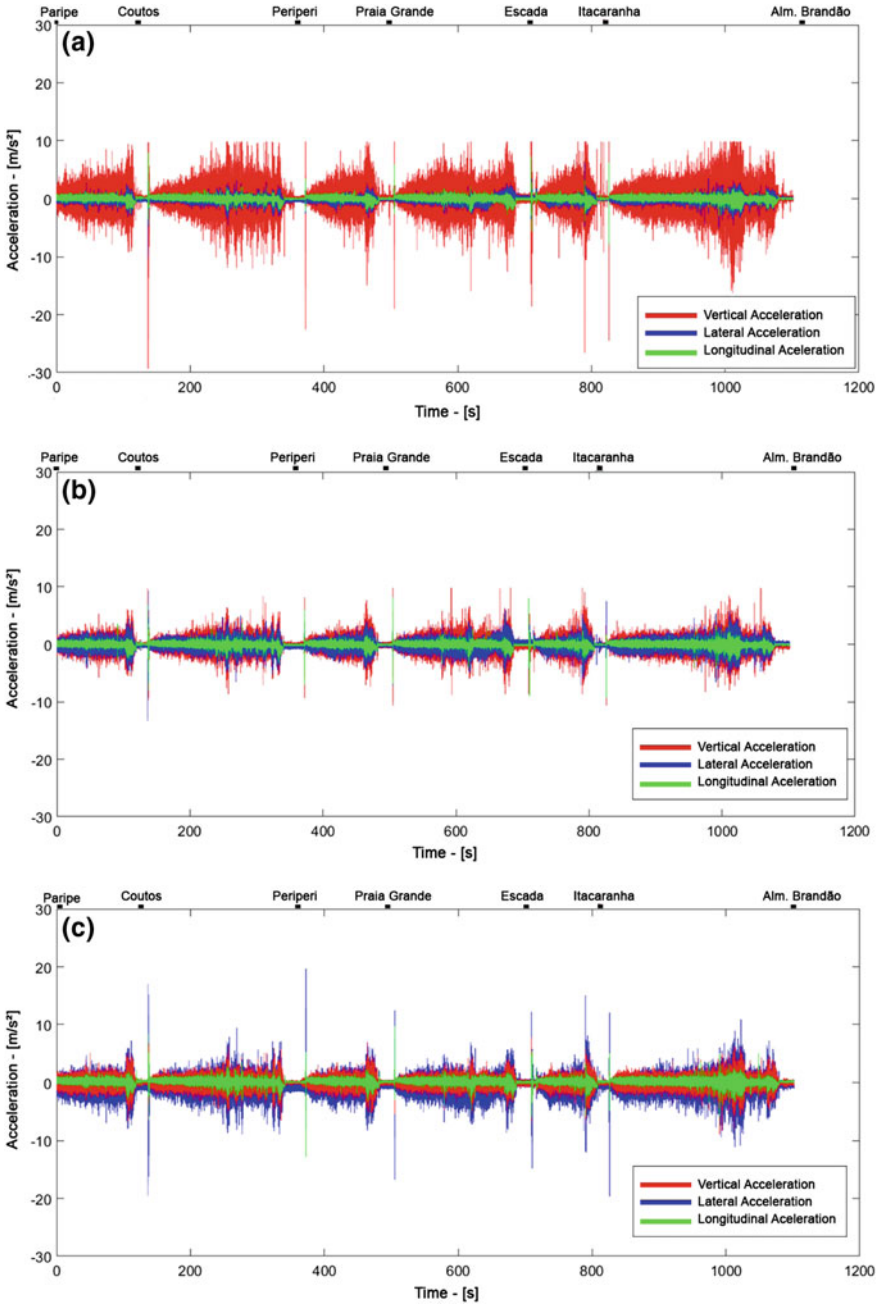 Paripe Coutos Periperi Praia Grande Escada Itacaranha Alm. Brandão
(a)
30
20
10
0
-10
-20
-30
Acceleration - [m/s²]
Vertical Acceleration
Lateral Acceleration
Longitudinal Aceleration
0 200 400 600 800 1000 1200
Time - [s]
Paripe Coutos Periperi Praia Grande Escada Itacaranha Alm. Brandão
(b)
30
20
10
0
-10
-20
-30
Acceleration - [m/s²]
Vertical Acceleration
Lateral Acceleration
Longitudinal Aceleration
0 200 400 600 800 1000 1200
Time - [s]
Paripe Coutos Periperi Praia Grande Escada Itacaranha Alm. Brandão
(c)
30
20
10
0
-10
-20
-30
Acceleration - [m/s²]
Vertical Acceleration
Lateral Acceleration
Longitudinal Aceleration
0 200 400 600 800 1000 1200
Time - [s]